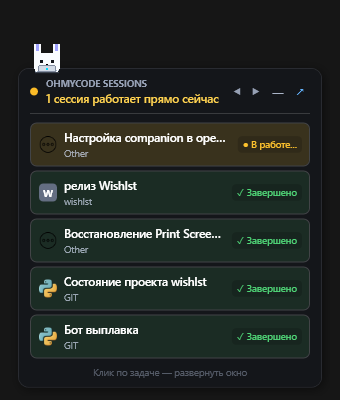 OHMYCODE SESSIONS
1 сессия работает прямо сейчас
Настройка companion в ope...
Other
В работе...
W
релиз Wishlst
wishlst
✓ Завершено
Восстановление Print Scree...
Other
✓ Завершено
Состояние проекта wishlst
GIT
✓ Завершено
Бот выплавка
GIT
✓ Завершено
Клик по задаче — развернуть окно